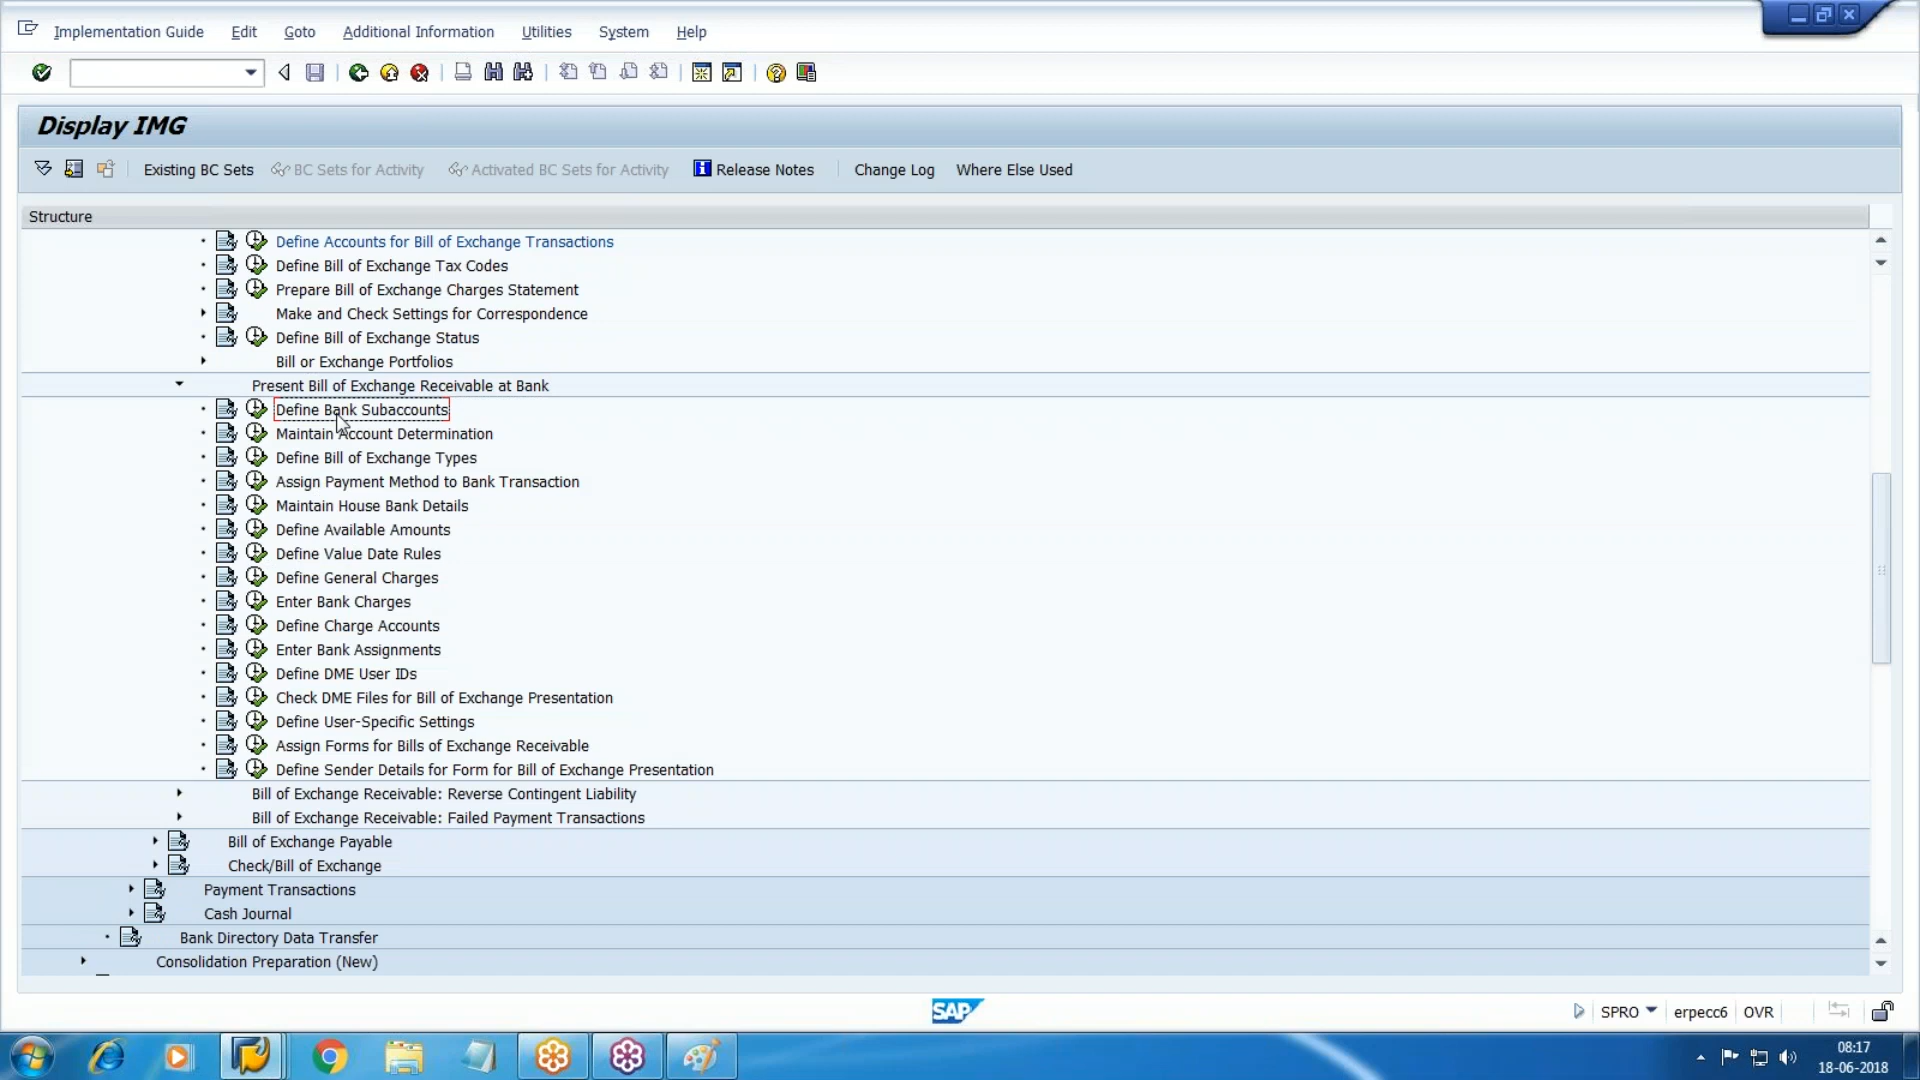 Implementation Guide Edit Goto Additional Information Utilities System Help
Display IMG
Existing BC Sets BC Sets for Activity Activated BC Sets for Activity Release Notes Change Log Where Else Used
Structure
Define Accounts for Bill of Exchange Transactions
Define Bill of Exchange Tax Codes
Prepare Bill of Exchange Charges Statement
Make and Check Settings for Correspondence
Define Bill of Exchange Status
Bill or Exchange Portfolios
Present Bill of Exchange Receivable at Bank
Define Bank Subaccounts
Maintain Account Determination
Define Bill of Exchange Types
Assign Payment Method to Bank Transaction
Maintain House Bank Details
Define Available Amounts
Define Value Date Rules
Define General Charges
Enter Bank Charges
Define Charge Accounts
Enter Bank Assignments
Define DME User IDs
Check DME Files for Bill of Exchange Presentation
Define User-Specific Settings
Assign Forms for Bills of Exchange Receivable
Define Sender Details for Form for Bill of Exchange Presentation
Bill of Exchange Receivable: Reverse Contingent Liability
Bill of Exchange Receivable: Failed Payment Transactions
Bill of Exchange Payable
Check/Bill of Exchange
Payment Transactions
Cash Journal
Bank Directory Data Transfer
Consolidation Preparation (New)
SAP SPRO erpecc6 OVR
08:17
18-06-2018